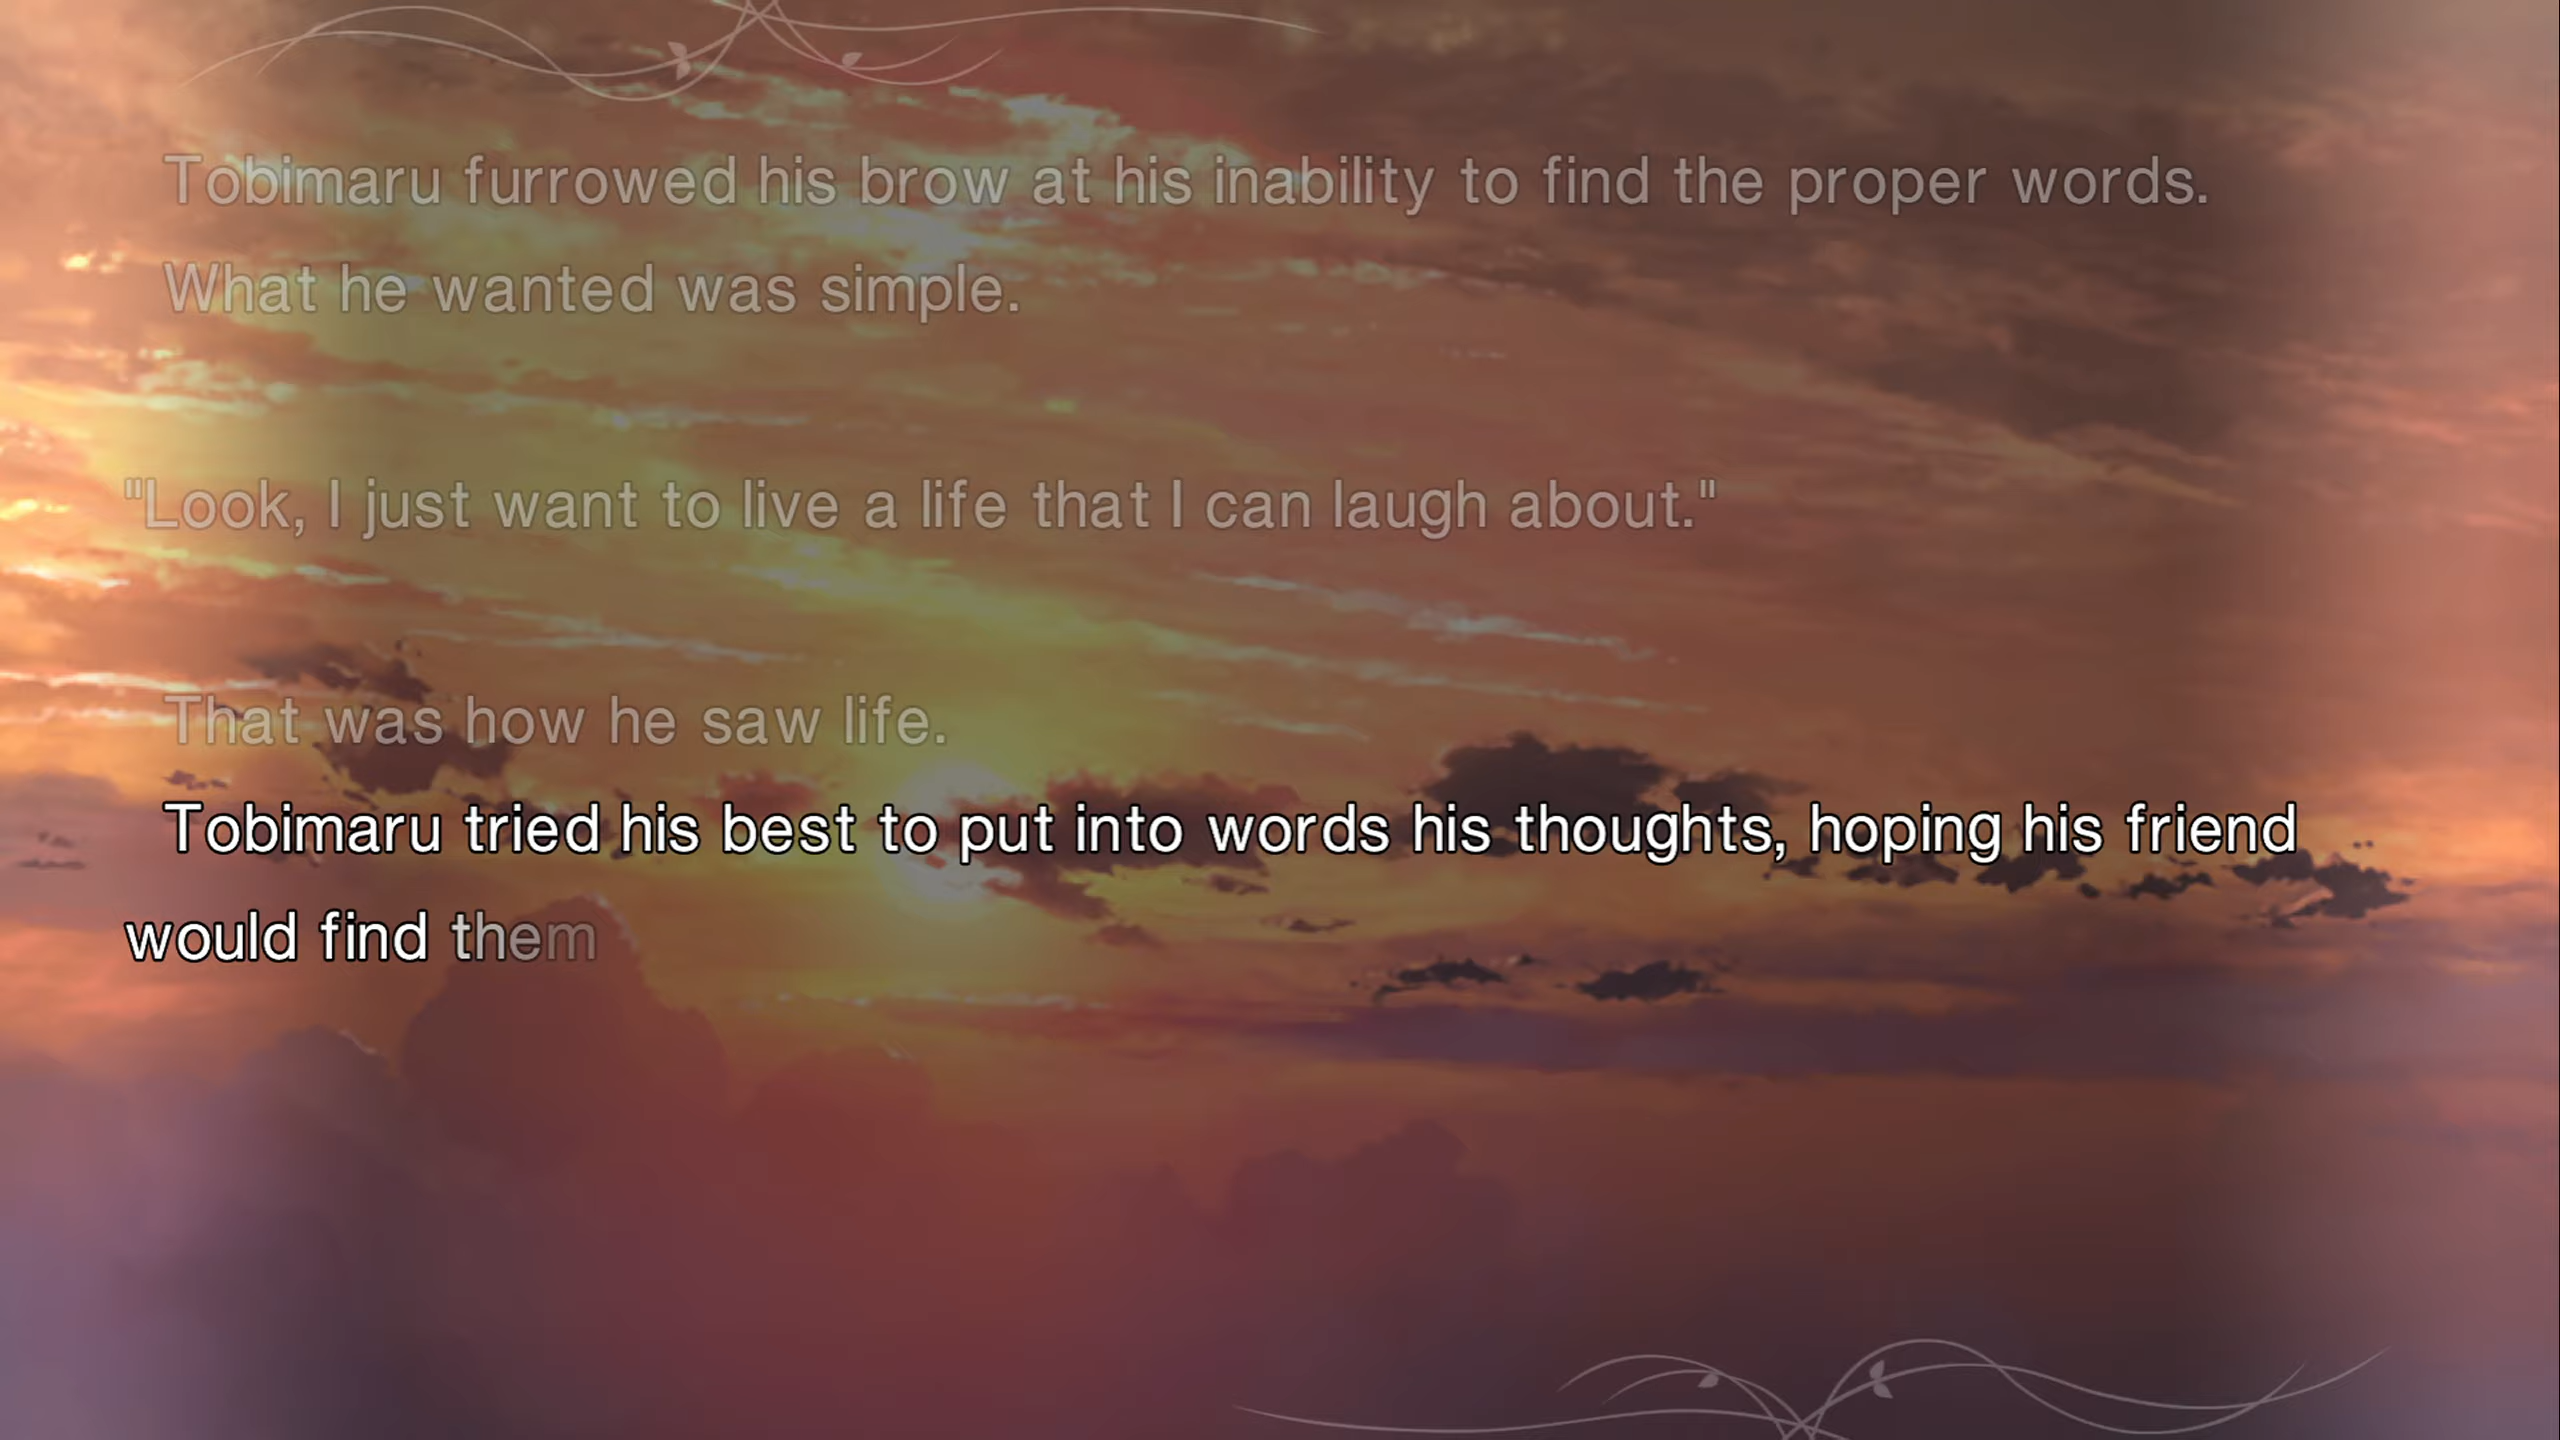 Tobimaru furrowed his brow at his inability to find the proper words.
What he wanted was simple.
"Look, I just want to live a life that I can laugh about."
That was how he saw life.
Tobimaru tried his best to put into words his thoughts, hoping his friend
would find them